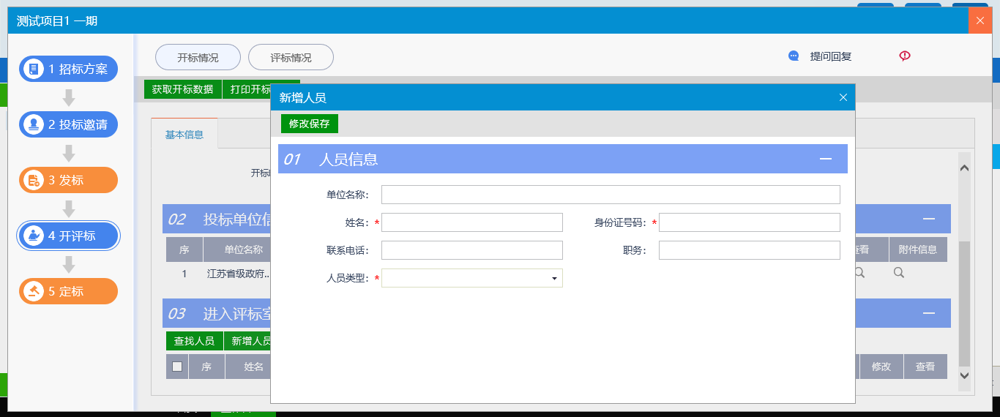 测试项目1 一期
1 招标方案
2 投标邀请
3 发标
4 开评标
5 定标
开标情况
评标情况
提问回复
获取开标数据
打印开标
基本信息
开标
02 投标单位信
序
单位名称
查看
附件信息
1
江苏省级政府..
03 进入评标室
查找人员
新增人员
序
姓名
修改
查看
新增人员
修改保存
01 人员信息
单位名称：
姓名：*
身份证号码：*
联系电话：
职务：
人员类型：*